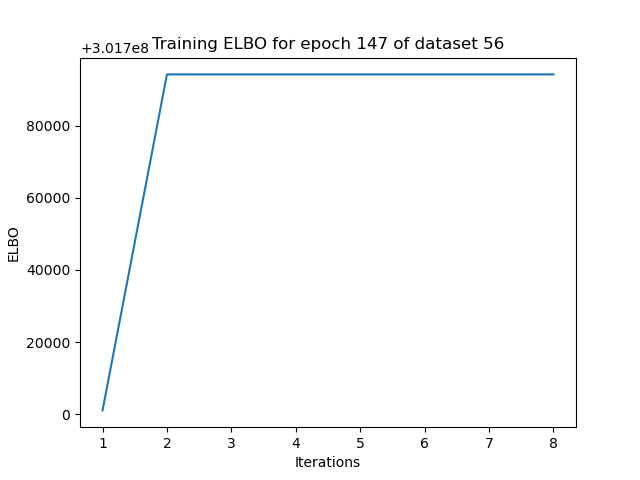 Training ELBO for epoch 147 of dataset 56
+3.017e8
80000
60000
40000
20000
0
ELBO
1 2 3 4 5 6 7 8
Iterations